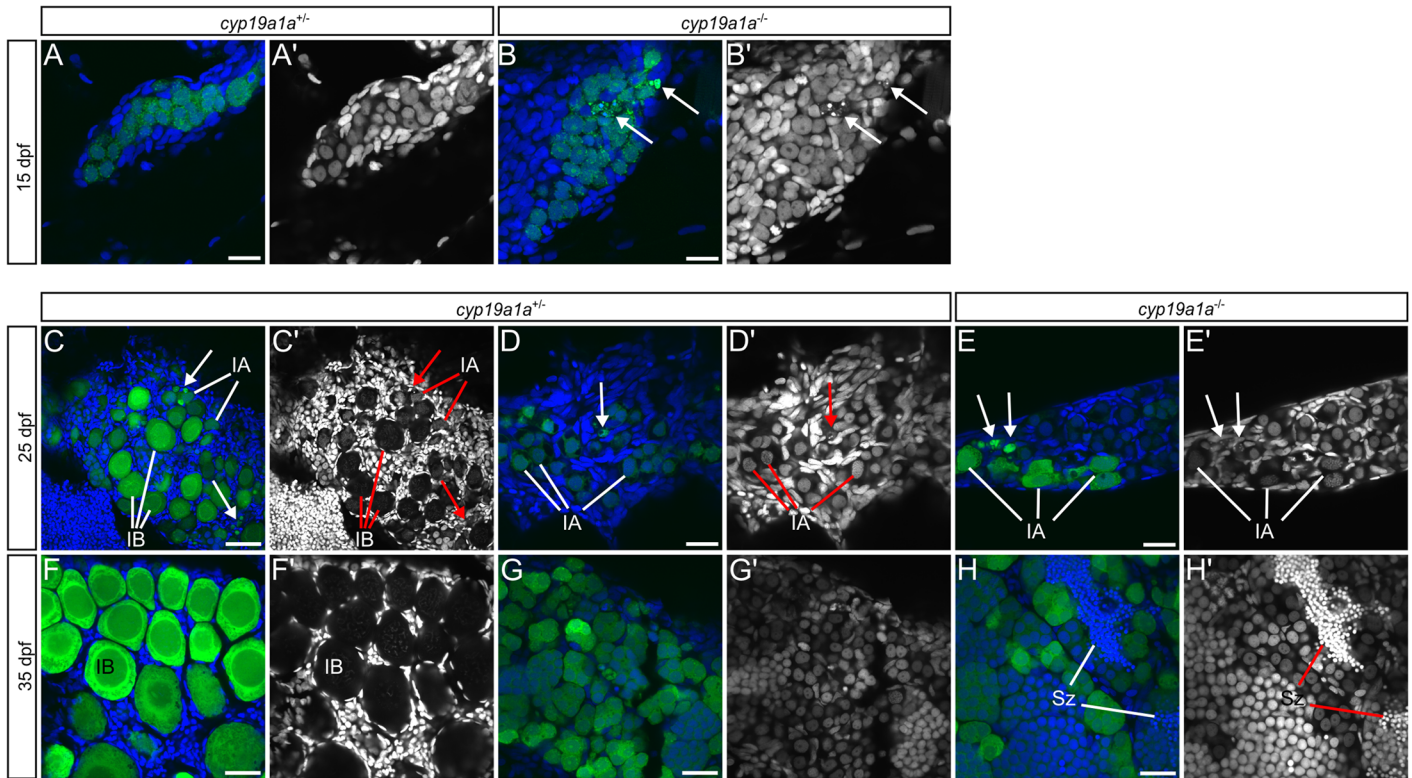 cyp19a1a+/- cyp19a1a-/-
15 dpf
A A' B B'
cyp19a1a+/- cyp19a1a-/-
25 dpf
C C' D D' E E'
IA IA
IB IB IA IA IA IA
35 dpf
F F' G G' H H'
IB IB
Sz Sz